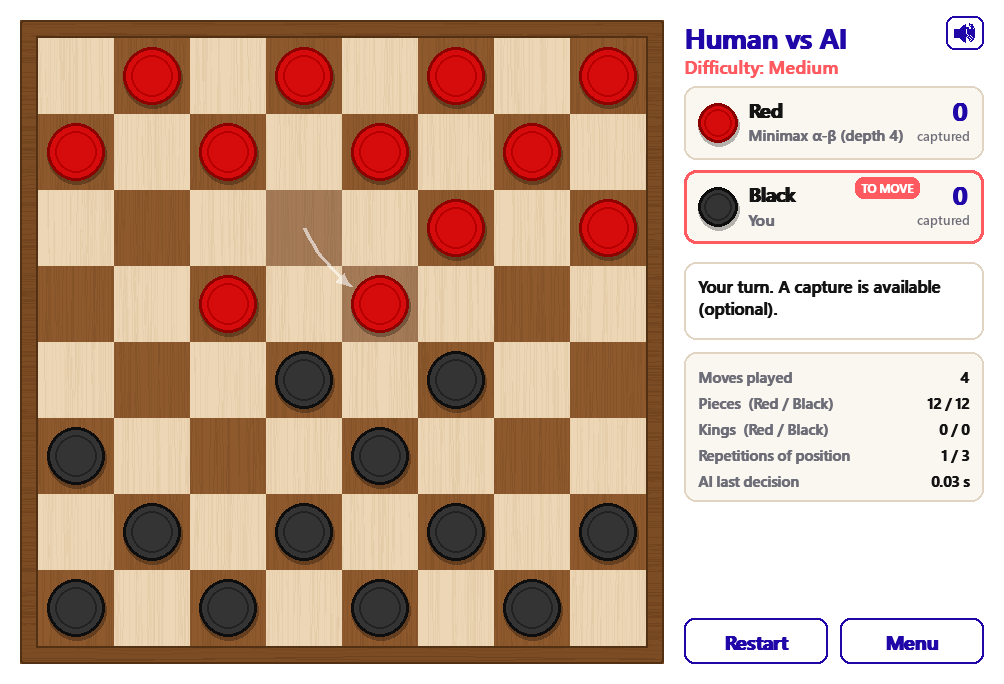 Human vs AI
Difficulty: Medium
Red
0
Minimax α-β (depth 4)
captured
Black
TO MOVE
0
You
captured
Your turn. A capture is available
(optional).
Moves played 4
Pieces (Red / Black) 12 / 12
Kings (Red / Black) 0 / 0
Repetitions of position 1 / 3
AI last decision 0.03 s
Restart
Menu